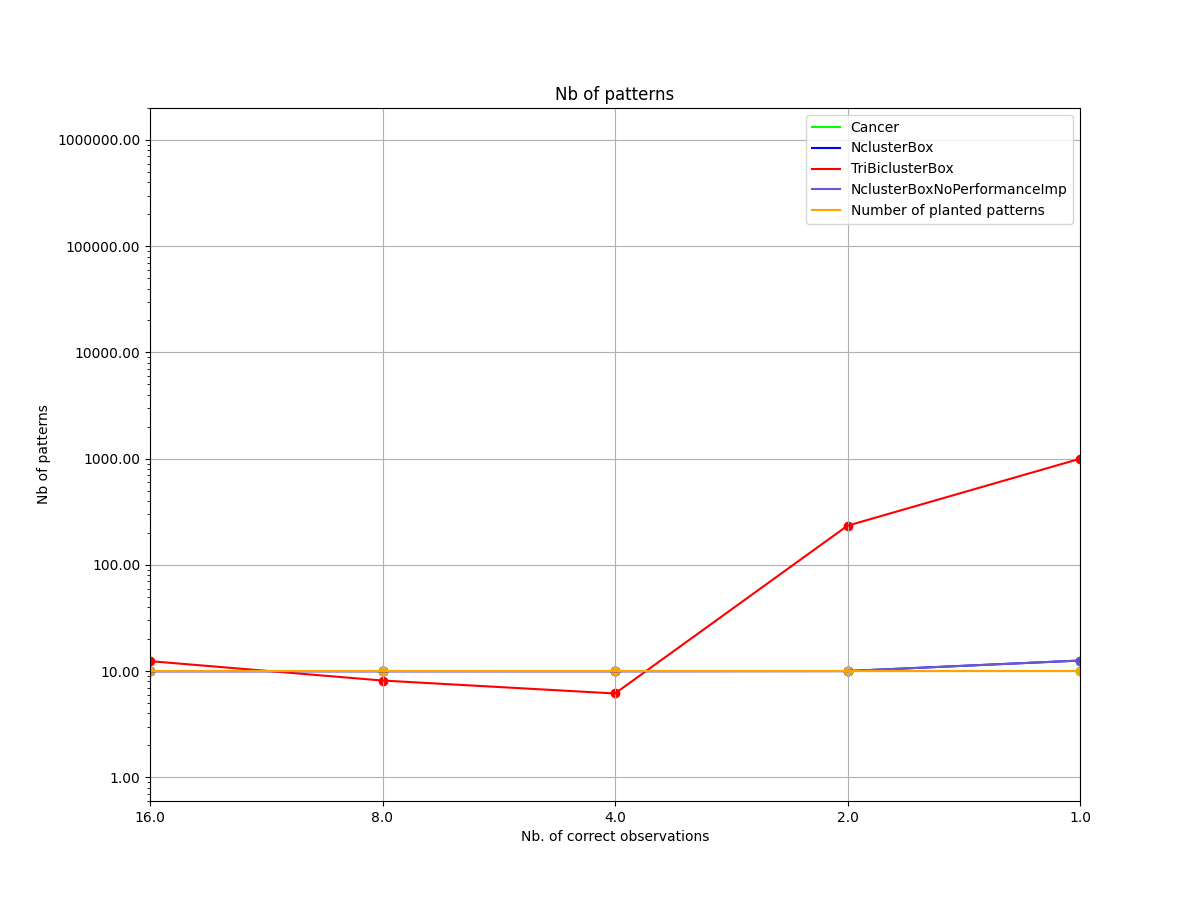 Nb of patterns
Cancer
NclusterBox
TriBiclusterBox
NclusterBoxNoPerformanceImp
Number of planted patterns
1000000.00
100000.00
10000.00
1000.00
100.00
10.00
1.00
Nb of patterns
16.0 8.0 4.0 2.0 1.0
Nb. of correct observations